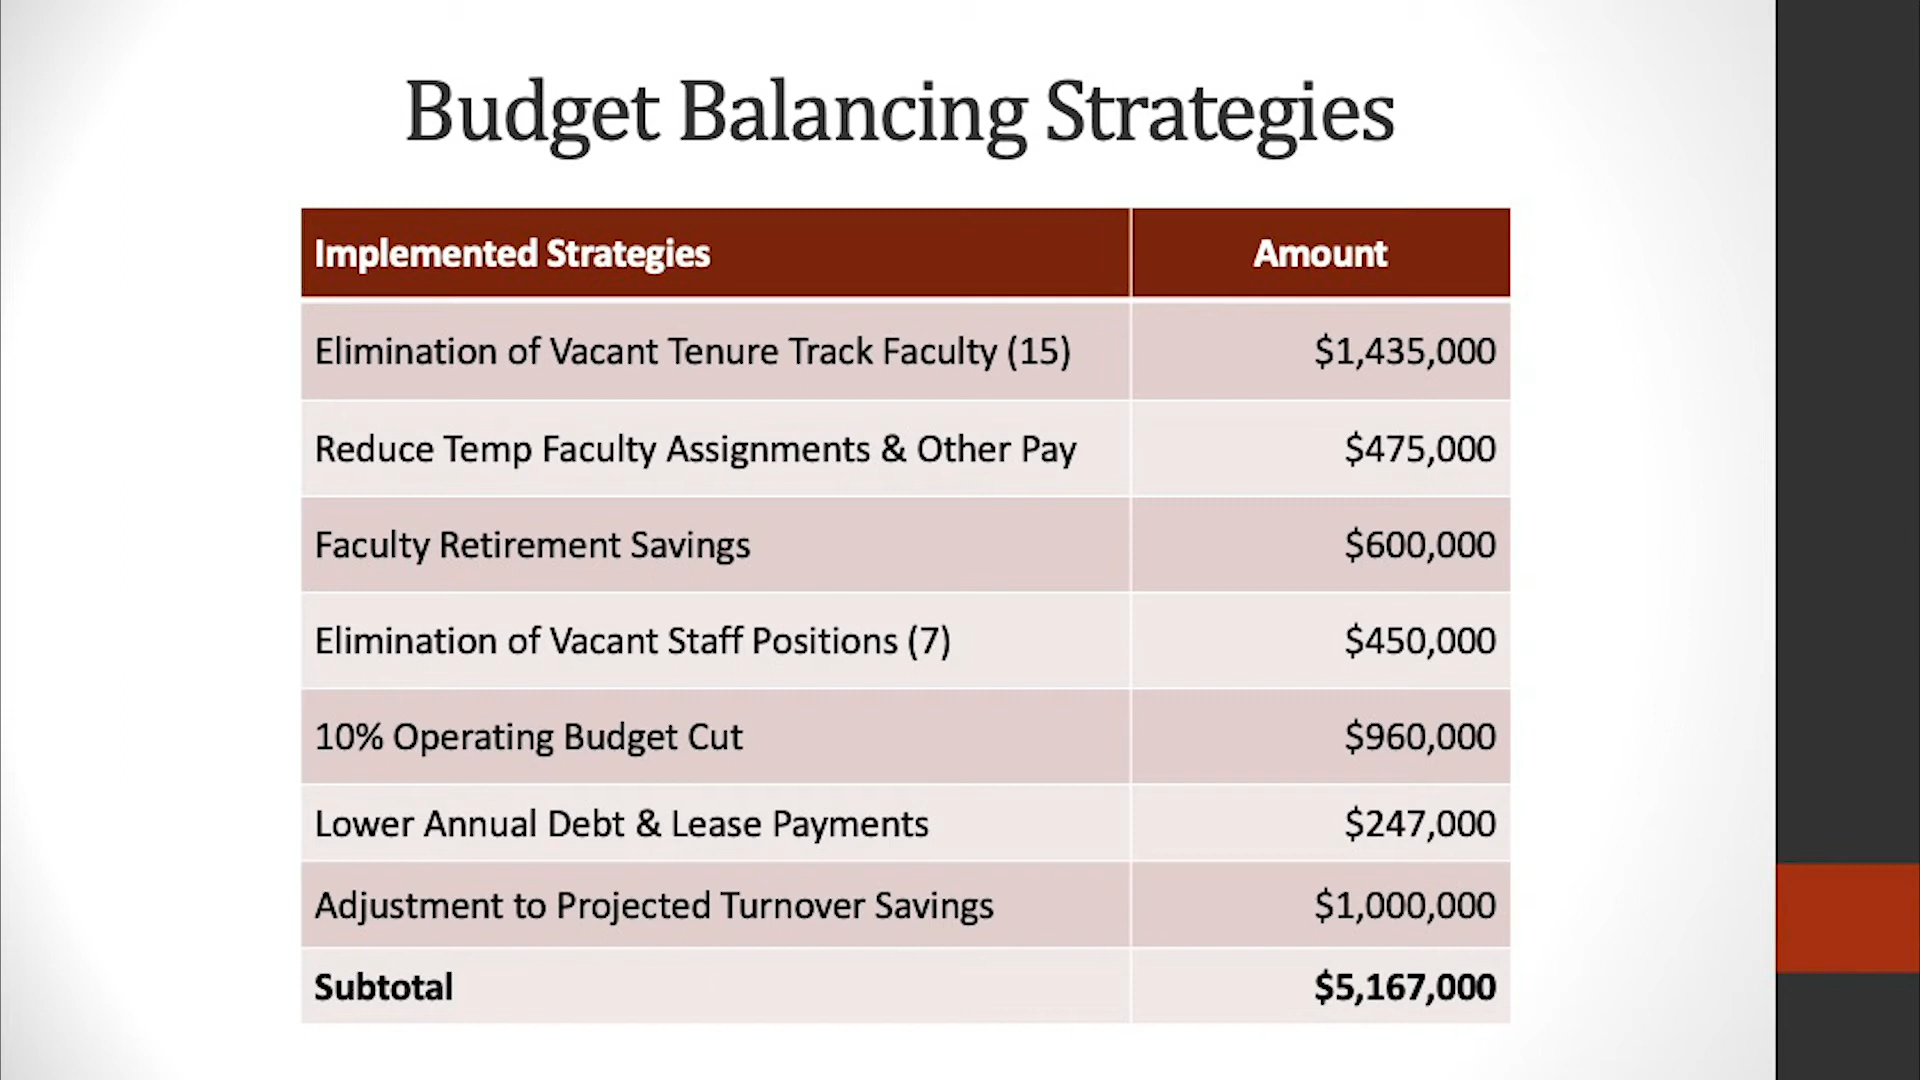 Budget Balancing Strategies
Implemented Strategies Amount
Elimination of Vacant Tenure Track Faculty (15) $1,435,000
Reduce Temp Faculty Assignments & Other Pay $475,000
Faculty Retirement Savings $600,000
Elimination of Vacant Staff Positions (7) $450,000
10% Operating Budget Cut $960,000
Lower Annual Debt & Lease Payments $247,000
Adjustment to Projected Turnover Savings $1,000,000
Subtotal $5,167,000